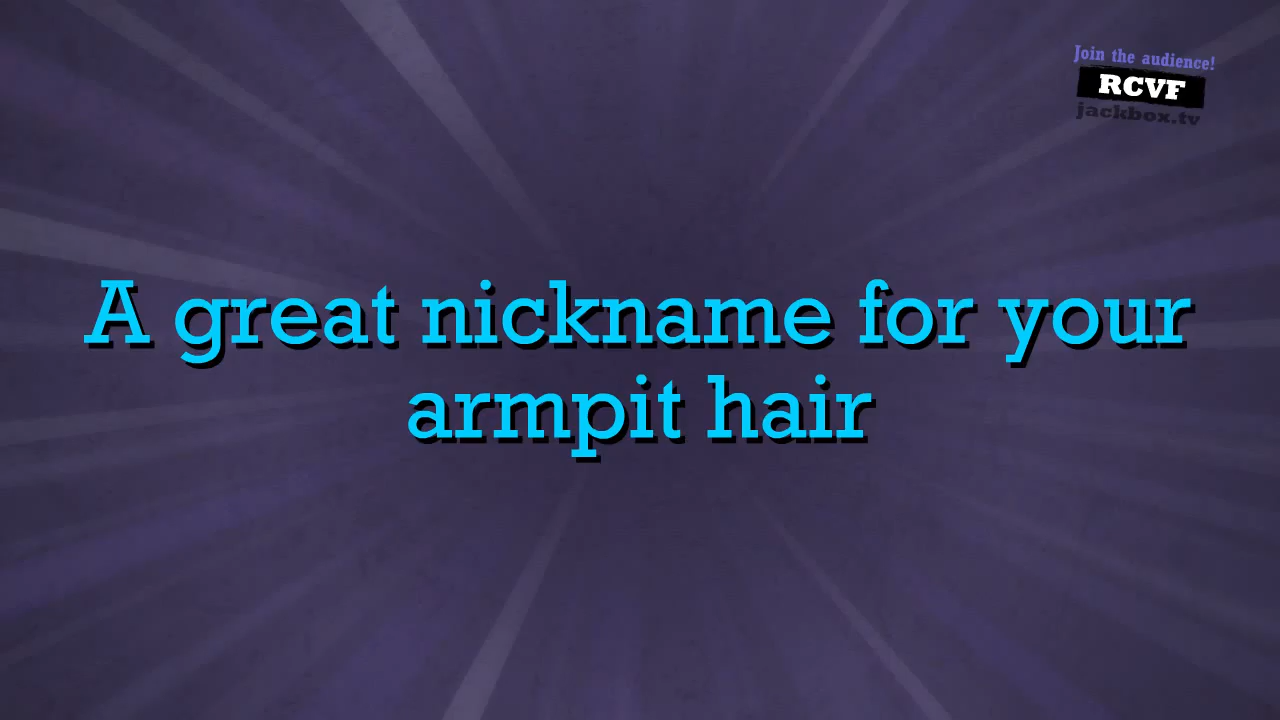 Join the audience!
RCVF
jackbox.tv
A great nickname for your
armpit hair